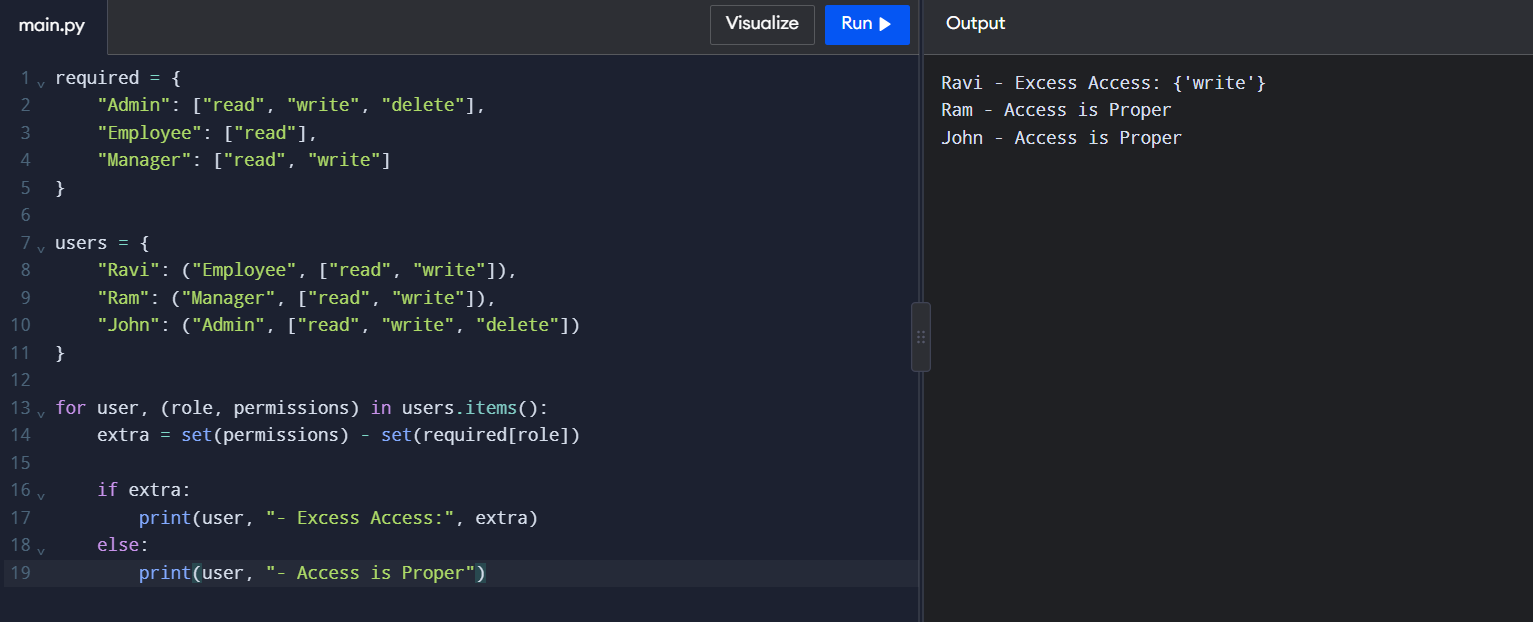 main.py
Visualize
Run
Output
1 required = {
2     "Admin": ["read", "write", "delete"],
3     "Employee": ["read"],
4     "Manager": ["read", "write"]
5 }
6
7 users = {
8     "Ravi": ("Employee", ["read", "write"]),
9     "Ram": ("Manager", ["read", "write"]),
10     "John": ("Admin", ["read", "write", "delete"])
11 }
12
13 for user, (role, permissions) in users.items():
14     extra = set(permissions) - set(required[role])
15
16     if extra:
17         print(user, "- Excess Access:", extra)
18     else:
19         print(user, "- Access is Proper")
Ravi - Excess Access: {'write'}
Ram - Access is Proper
John - Access is Proper